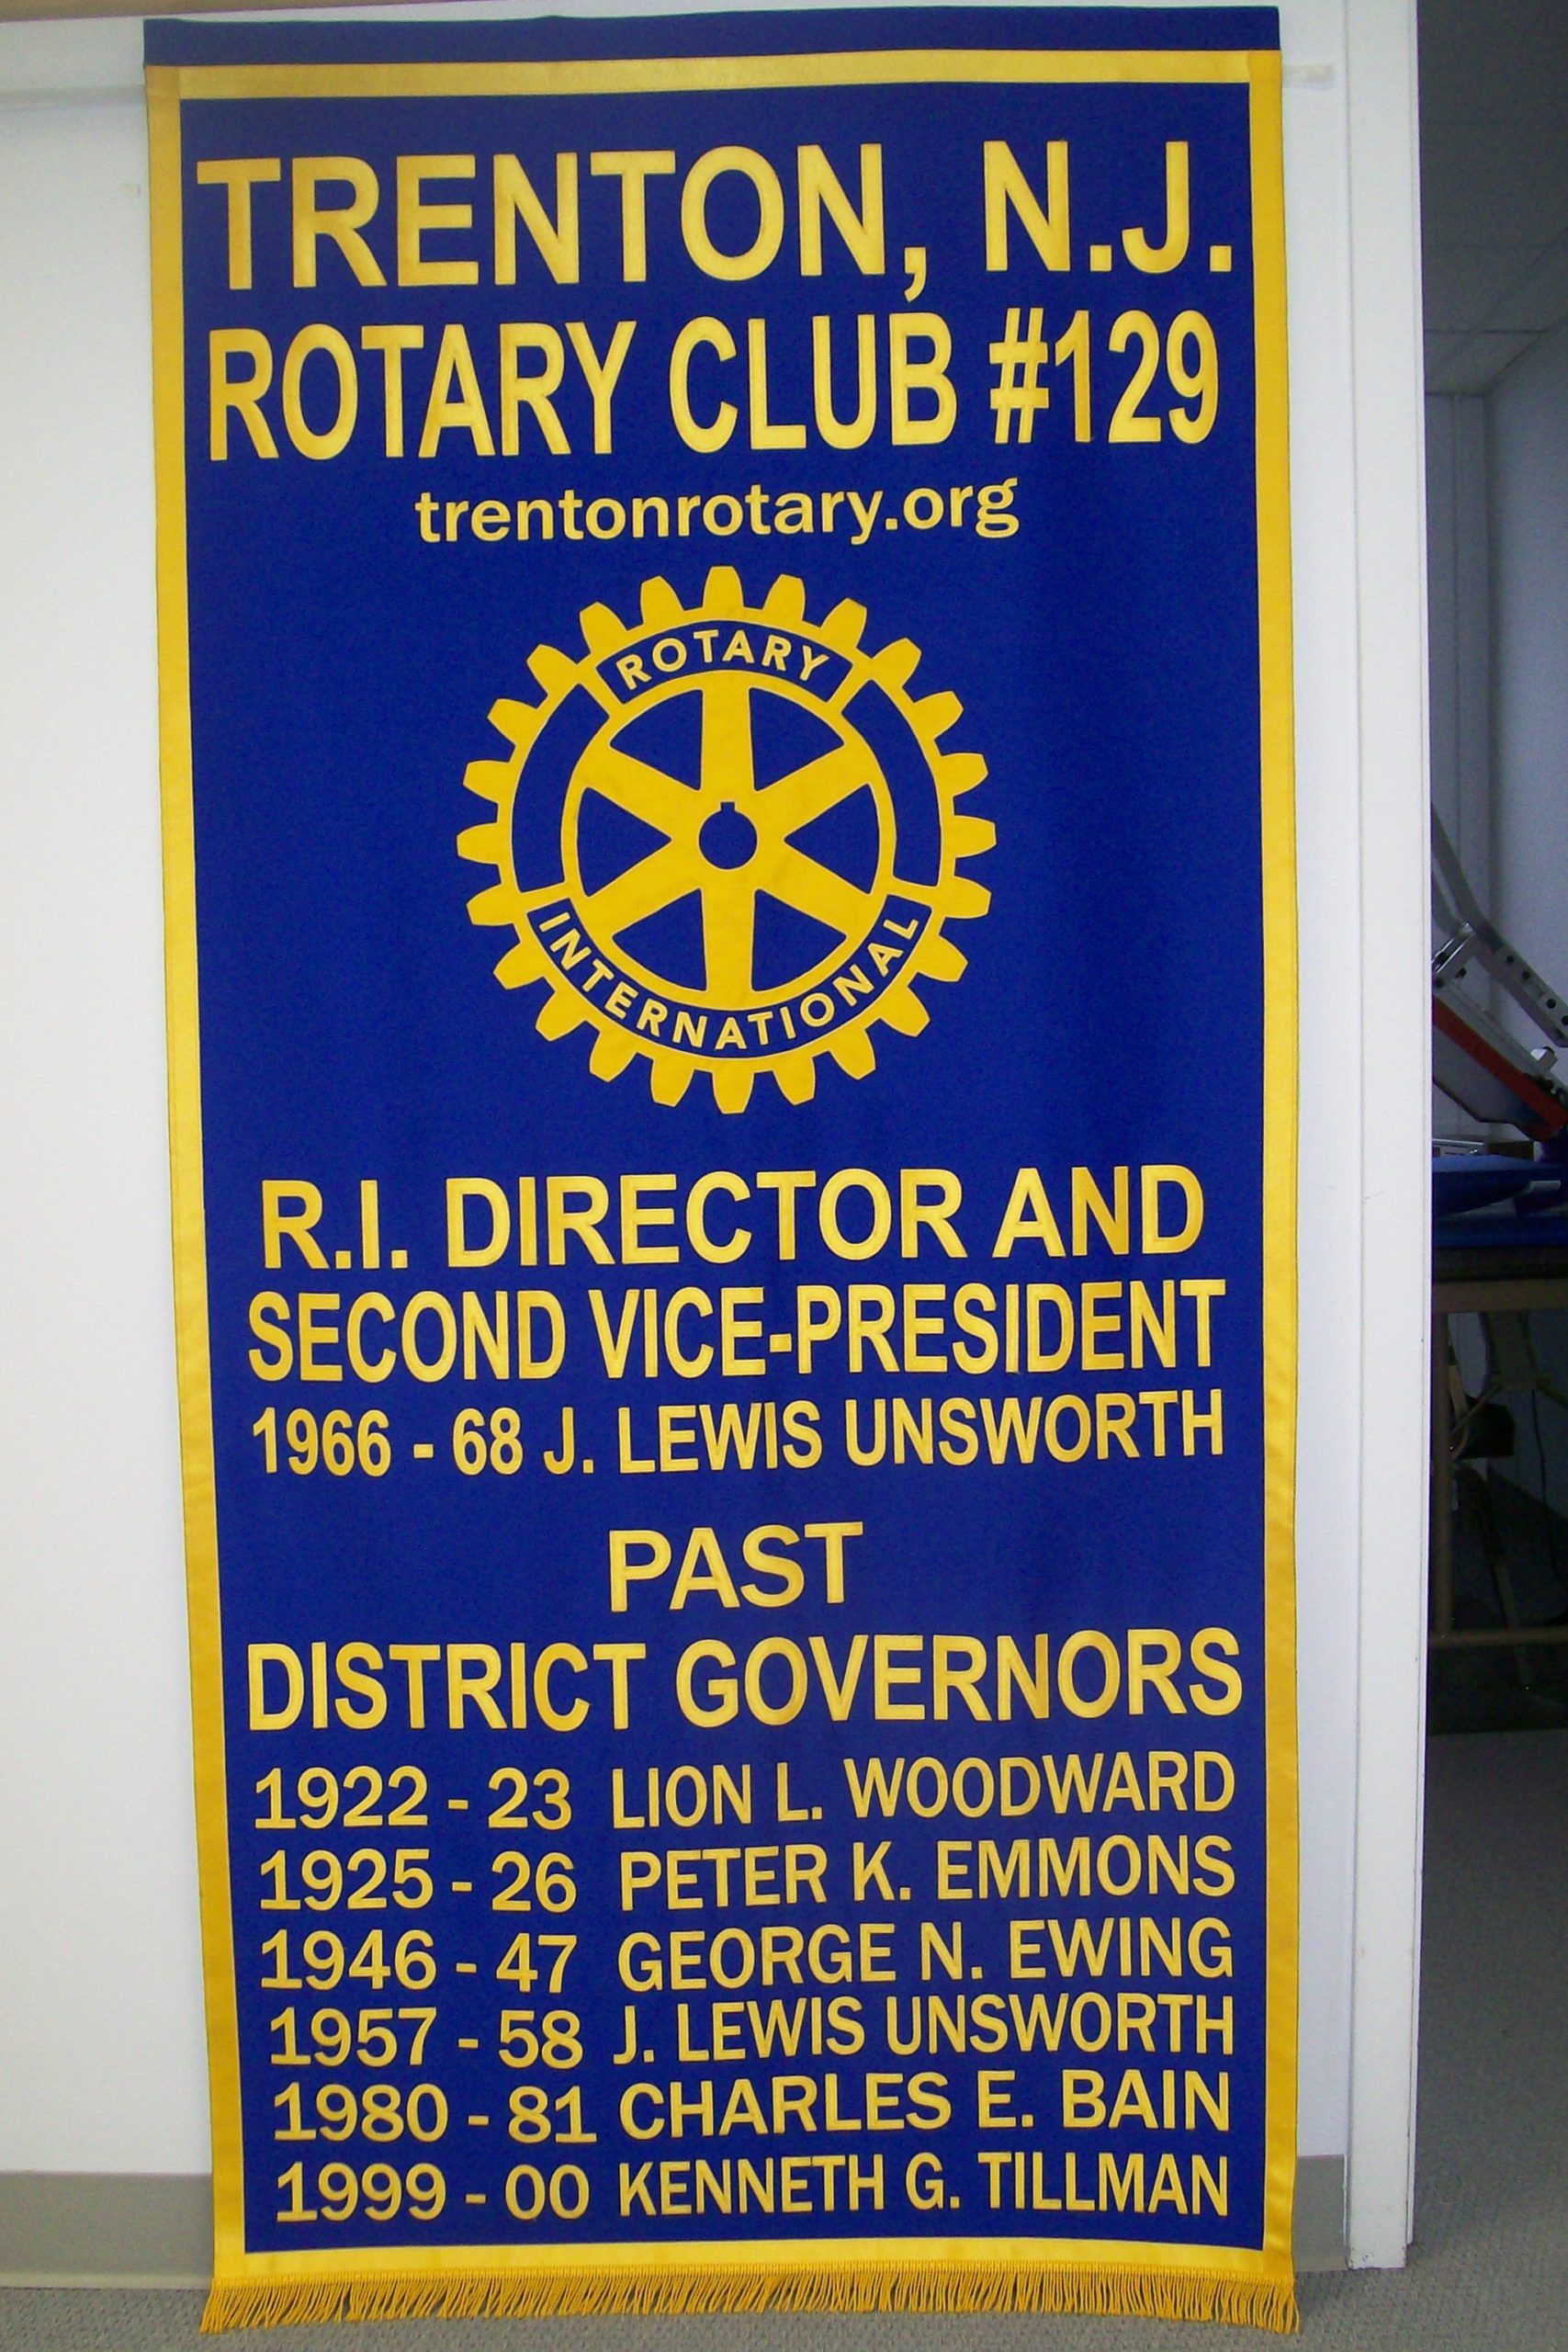 TRENTON, N.J.
ROTARY CLUB #129
trentonrotary.org
ROTARY
INTERNATIONAL
R.I. DIRECTOR AND
SECOND VICE-PRESIDENT
1966 - 68 J. LEWIS UNSWORTH
PAST
DISTRICT GOVERNORS
1922 - 23 LION L. WOODWARD
1925 - 26 PETER K. EMMONS
1946 - 47 GEORGE N. EWING
1957 - 58 J. LEWIS UNSWORTH
1980 - 81 CHARLES E. BAIN
1999 - 00 KENNETH G. TILLMAN